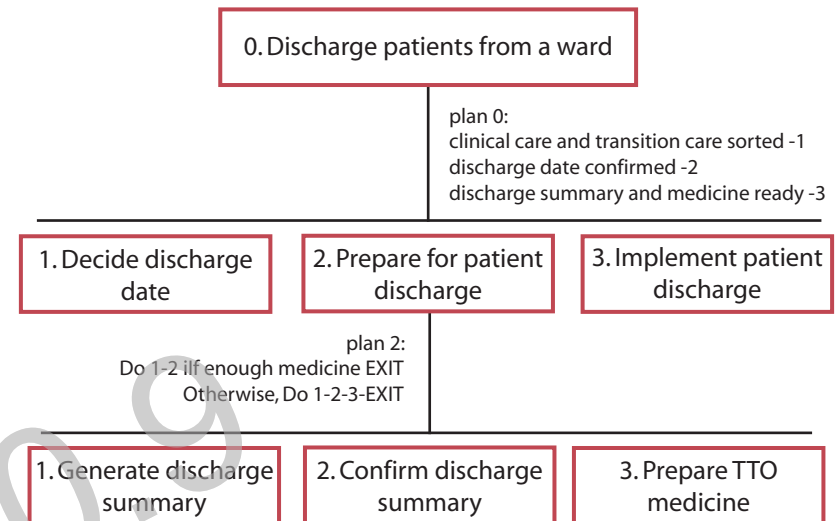 0. Discharge patients from a ward
plan 0:
clinical care and transition care sorted -1
discharge date confirmed -2
discharge summary and medicine ready -3
1. Decide discharge
date
2. Prepare for patient
discharge
3. Implement patient
discharge
plan 2:
Do 1-2 iIf enough medicine EXIT
Otherwise, Do 1-2-3-EXIT
1. Generate discharge
summary
2. Confirm discharge
summary
3. Prepare TTO
medicine
0.9